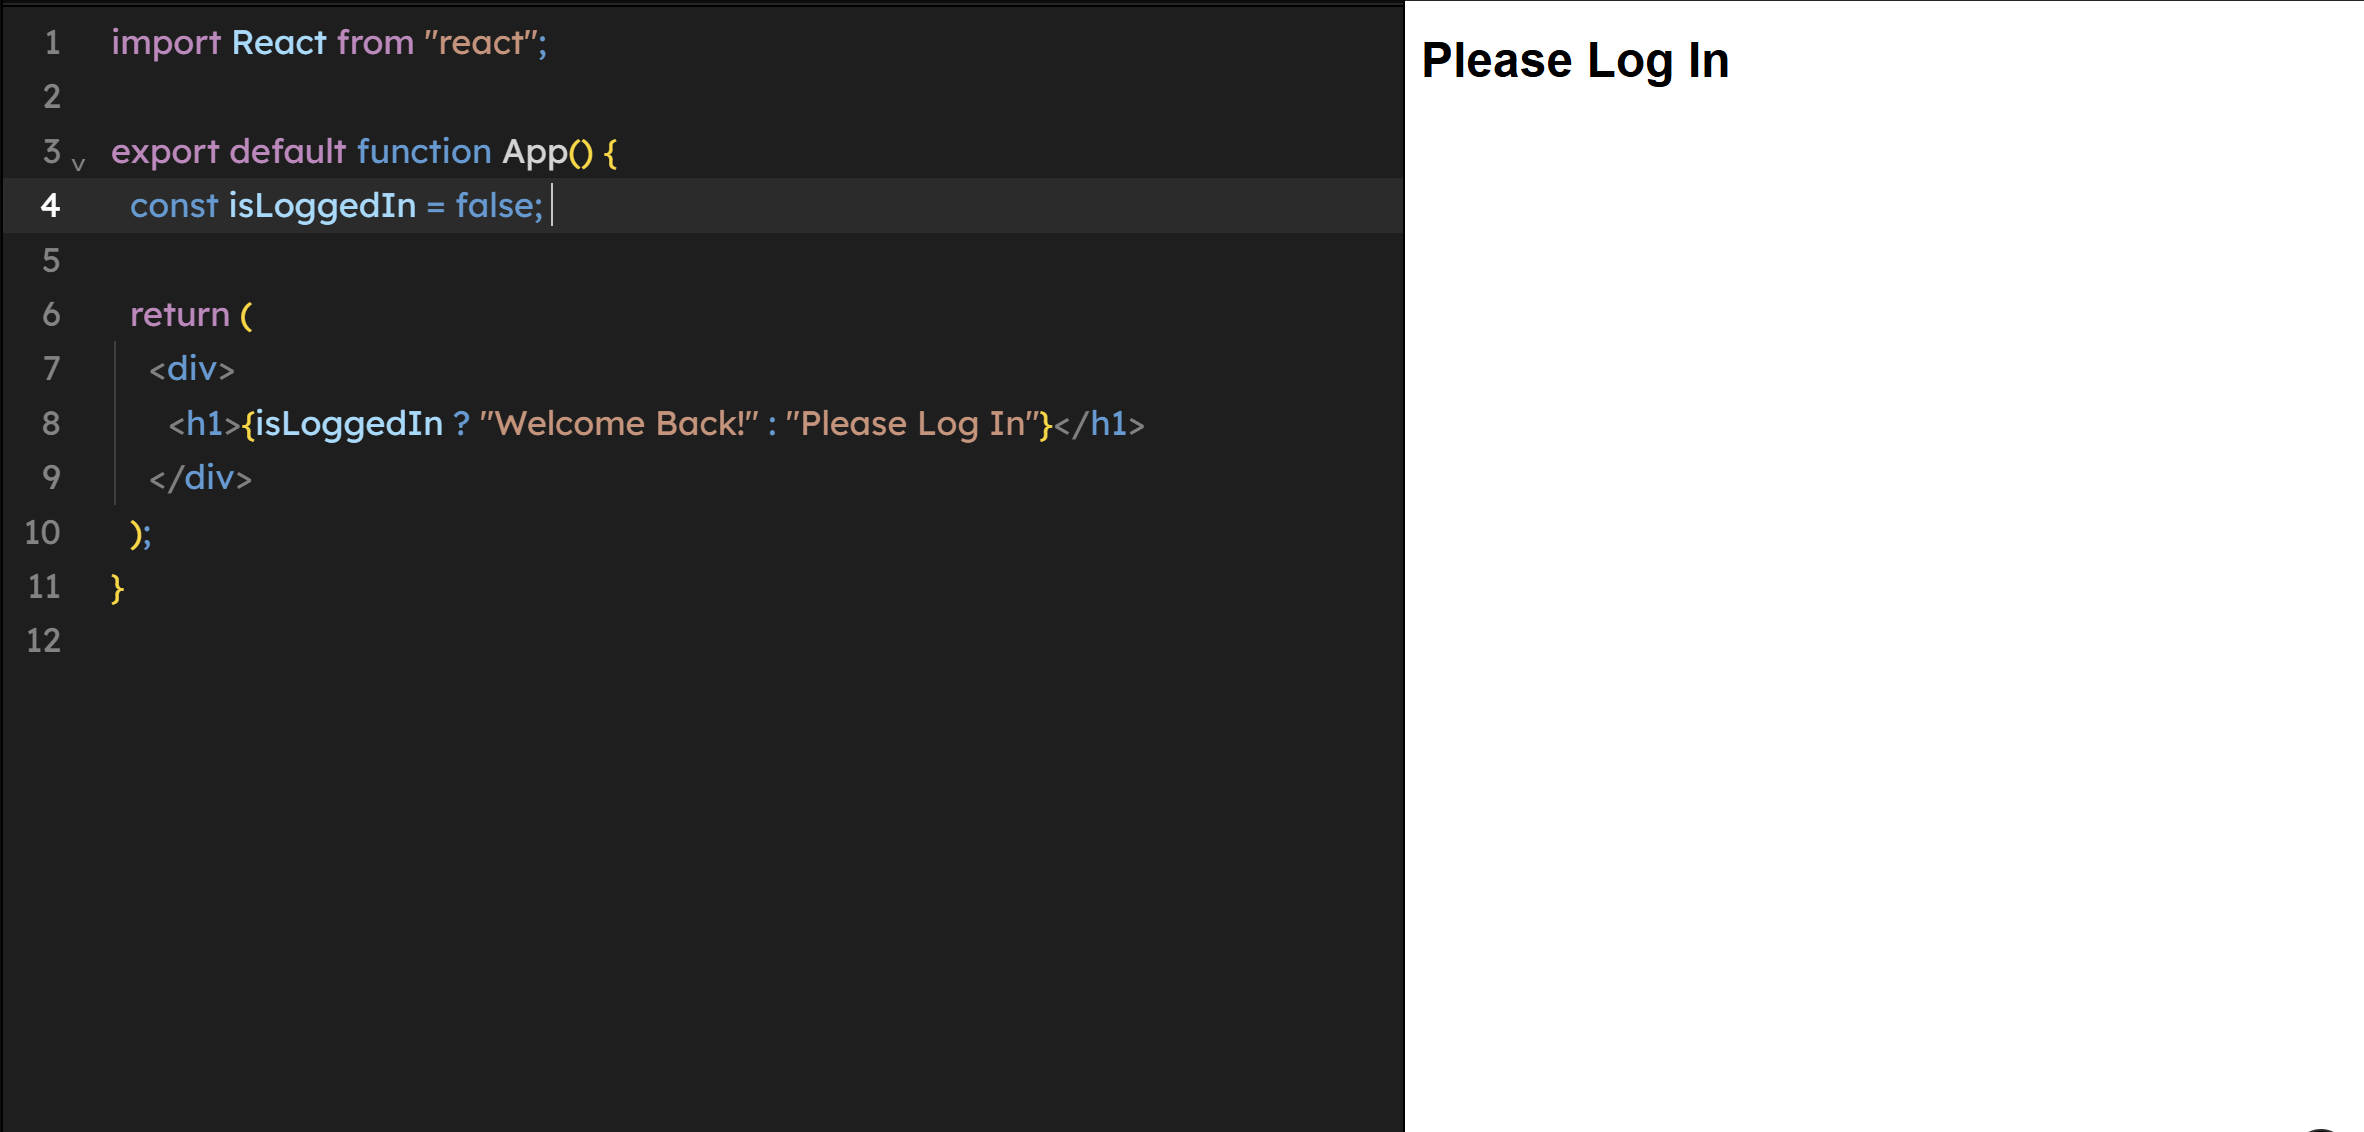 1 import React from "react";
2
3 export default function App() {
4 const isLoggedIn = false;
5
6 return (
7 <div>
8 <h1>{isLoggedIn ? "Welcome Back!" : "Please Log In"}</h1>
9 </div>
10 );
11 }
12
Please Log In